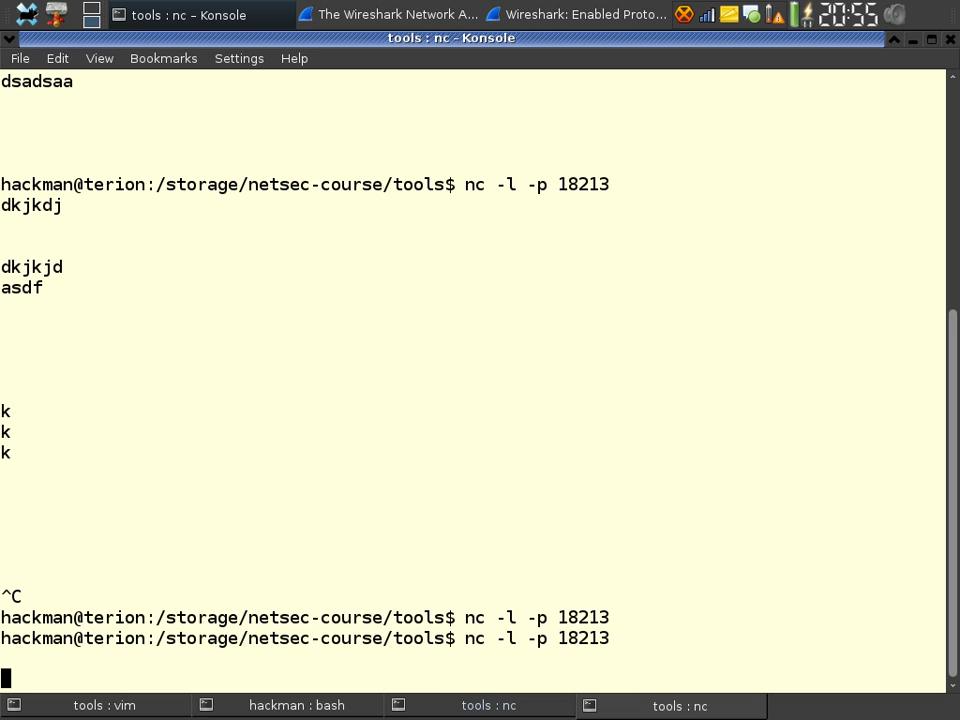 tools : nc – Konsole
The Wireshark Network A...
Wireshark: Enabled Proto...
20:55
tools : nc – Konsole
File Edit View Bookmarks Settings Help
dsadsaa
hackman@terion:/storage/netsec-course/tools$ nc -l -p 18213
dkjkdj
dkjkjd
asdf
k
k
k
^C
hackman@terion:/storage/netsec-course/tools$ nc -l -p 18213
hackman@terion:/storage/netsec-course/tools$ nc -l -p 18213
tools : vim
hackman : bash
tools : nc
tools : nc